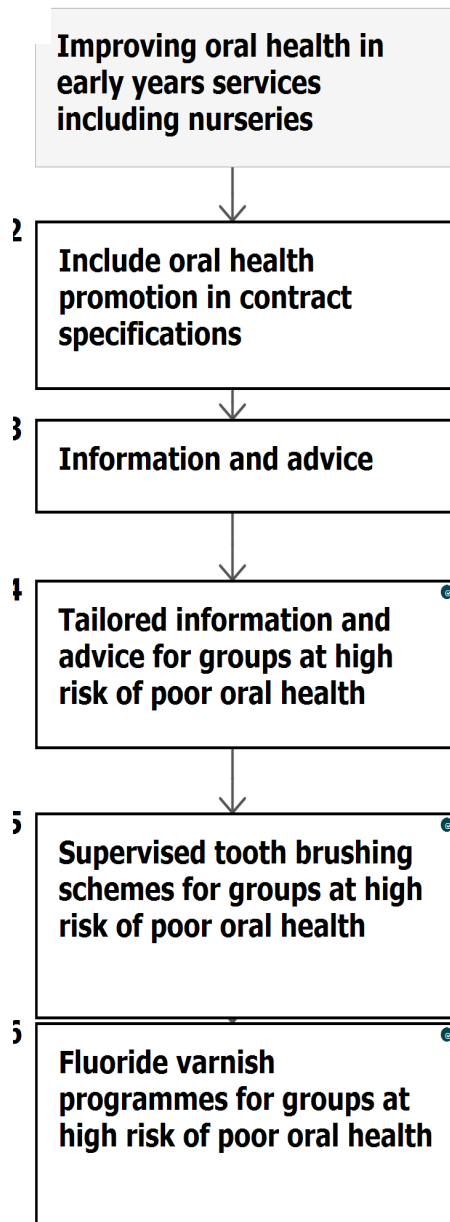 Improving oral health in
early years services
including nurseries
2
Include oral health
promotion in contract
specifications
3
Information and advice
4
Tailored information and
advice for groups at high
risk of poor oral health
5
Supervised tooth brushing
schemes for groups at high
risk of poor oral health
6
Fluoride varnish
programmes for groups at
high risk of poor oral health